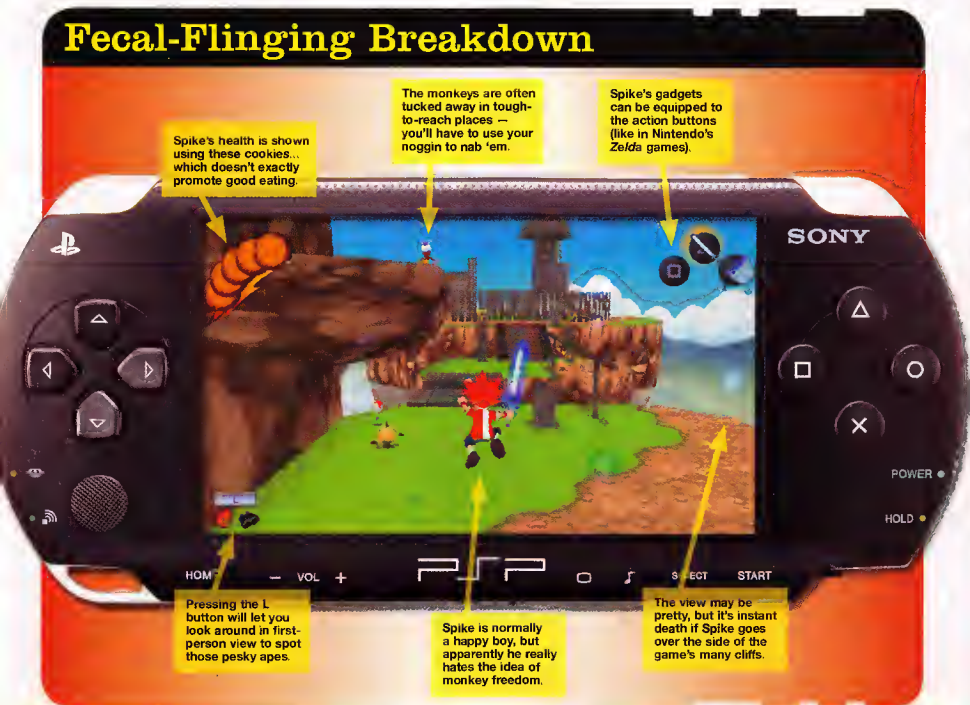 Fecal-Flinging Breakdown
Spike's health is shown
using these cookies...
which doesn't exactly
promote good eating.
The monkeys are often
tucked away in tough-
to-reach places —
you'll have to use your
noggin to nab 'em.
Spike's gadgets
can be equipped to
the action buttons
(like in Nintendo's
Zelda games).
SONY
L
POWER
HOLD
HOM
VOL
PSP
SELECT
START
Pressing the L
button will let you
look around in first-
person view to spot
those pesky apes.
Spike is normally
a happy boy, but
apparently he really
hates the idea of
monkey freedom.
The view may be
pretty, but it's instant
death if Spike goes
over the side of the
game's many cliffs.